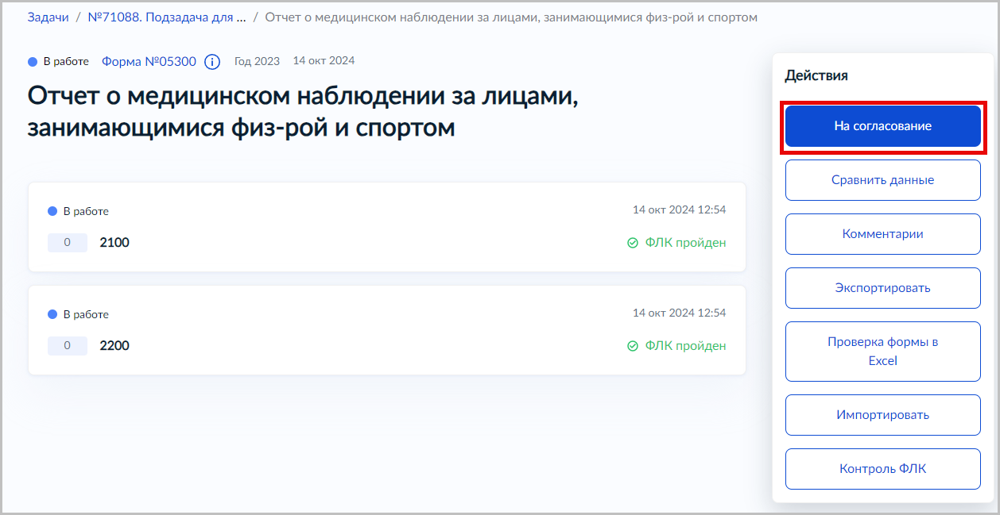 Задачи / №71088. Подзадача для ... / Отчет о медицинском наблюдении за лицами, занимающимися физ-рой и спортом
В работе Форма №05300 Год 2023 14 окт 2024
Отчет о медицинском наблюдении за лицами,
занимающимися физ-рой и спортом
В работе 14 окт 2024 12:54
0 2100 ФЛК пройден
В работе 14 окт 2024 12:54
0 2200 ФЛК пройден
Действия
На согласование
Сравнить данные
Комментарии
Экспортировать
Проверка формы в
Excel
Импортировать
Контроль ФЛК